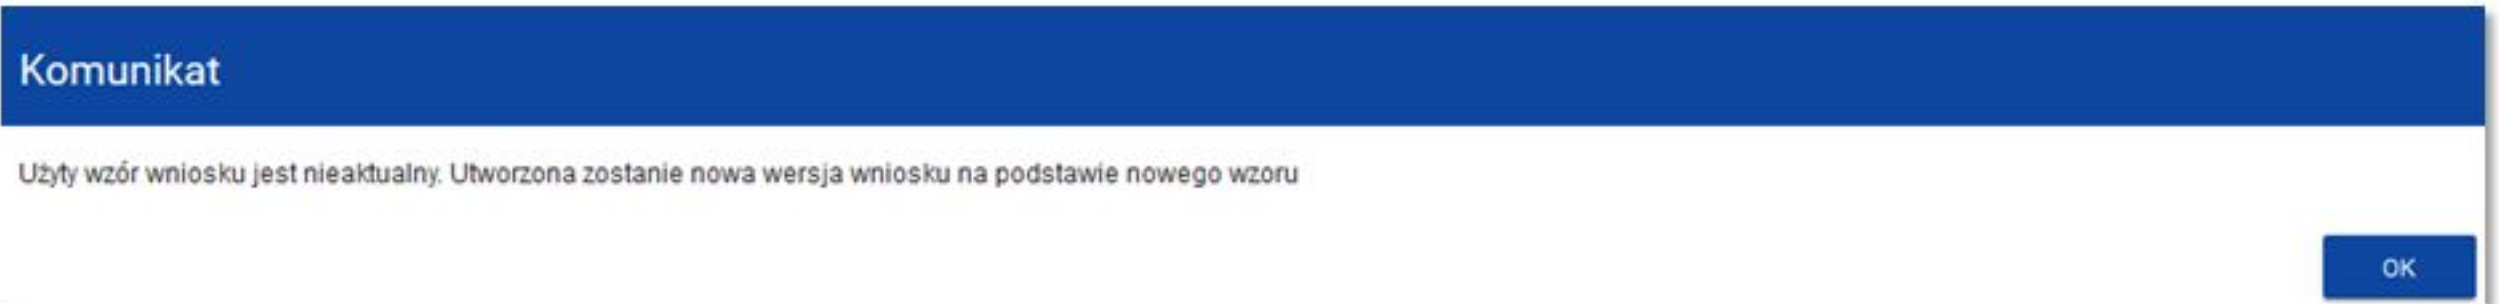 Komunikat
Użyty wzór wniosku jest nieaktualny. Utworzona zostanie nowa wersja wniosku na podstawie nowego wzoru
OK